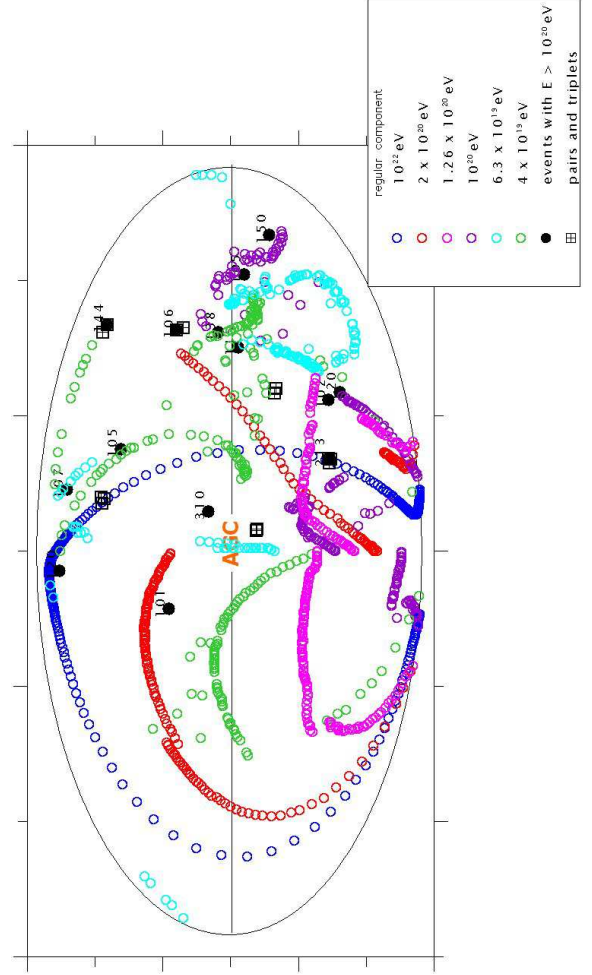 regular component
10²² eV
2 x 10²⁰ eV
1.26 x 10²⁰ eV
10²⁰ eV
6.3 x 10¹⁹ eV
4 x 10¹⁹ eV
events with E > 10²⁰ eV
pairs and triplets
150
144
106
105
310
101
213
120